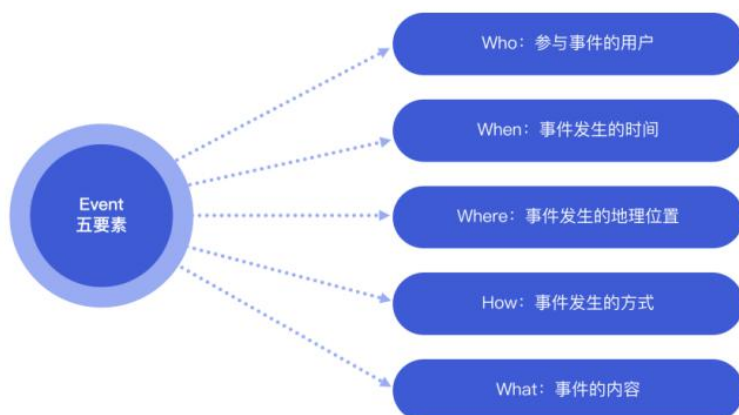 Event
五要素
Who：参与事件的用户
When：事件发生的时间
Where：事件发生的地理位置
How：事件发生的方式
What：事件的内容